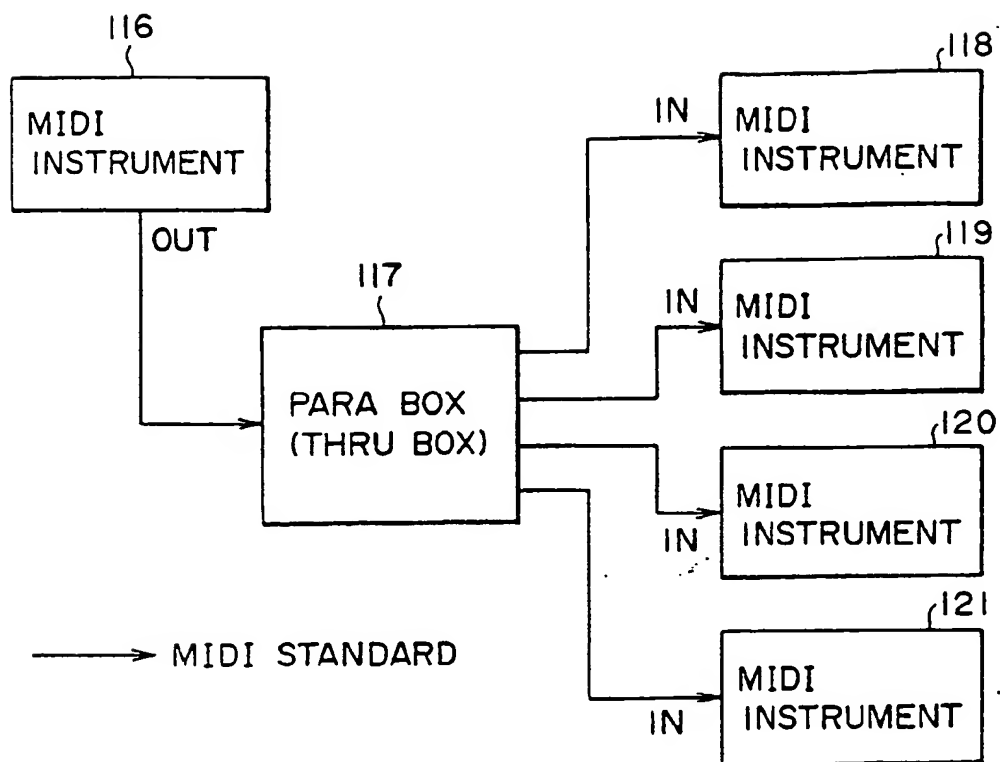 116
MIDI
INSTRUMENT
OUT
117
PARA BOX
(THRU BOX)
118
IN
MIDI
INSTRUMENT
119
IN
MIDI
INSTRUMENT
120
IN
MIDI
INSTRUMENT
121
IN
MIDI
INSTRUMENT
MIDI STANDARD